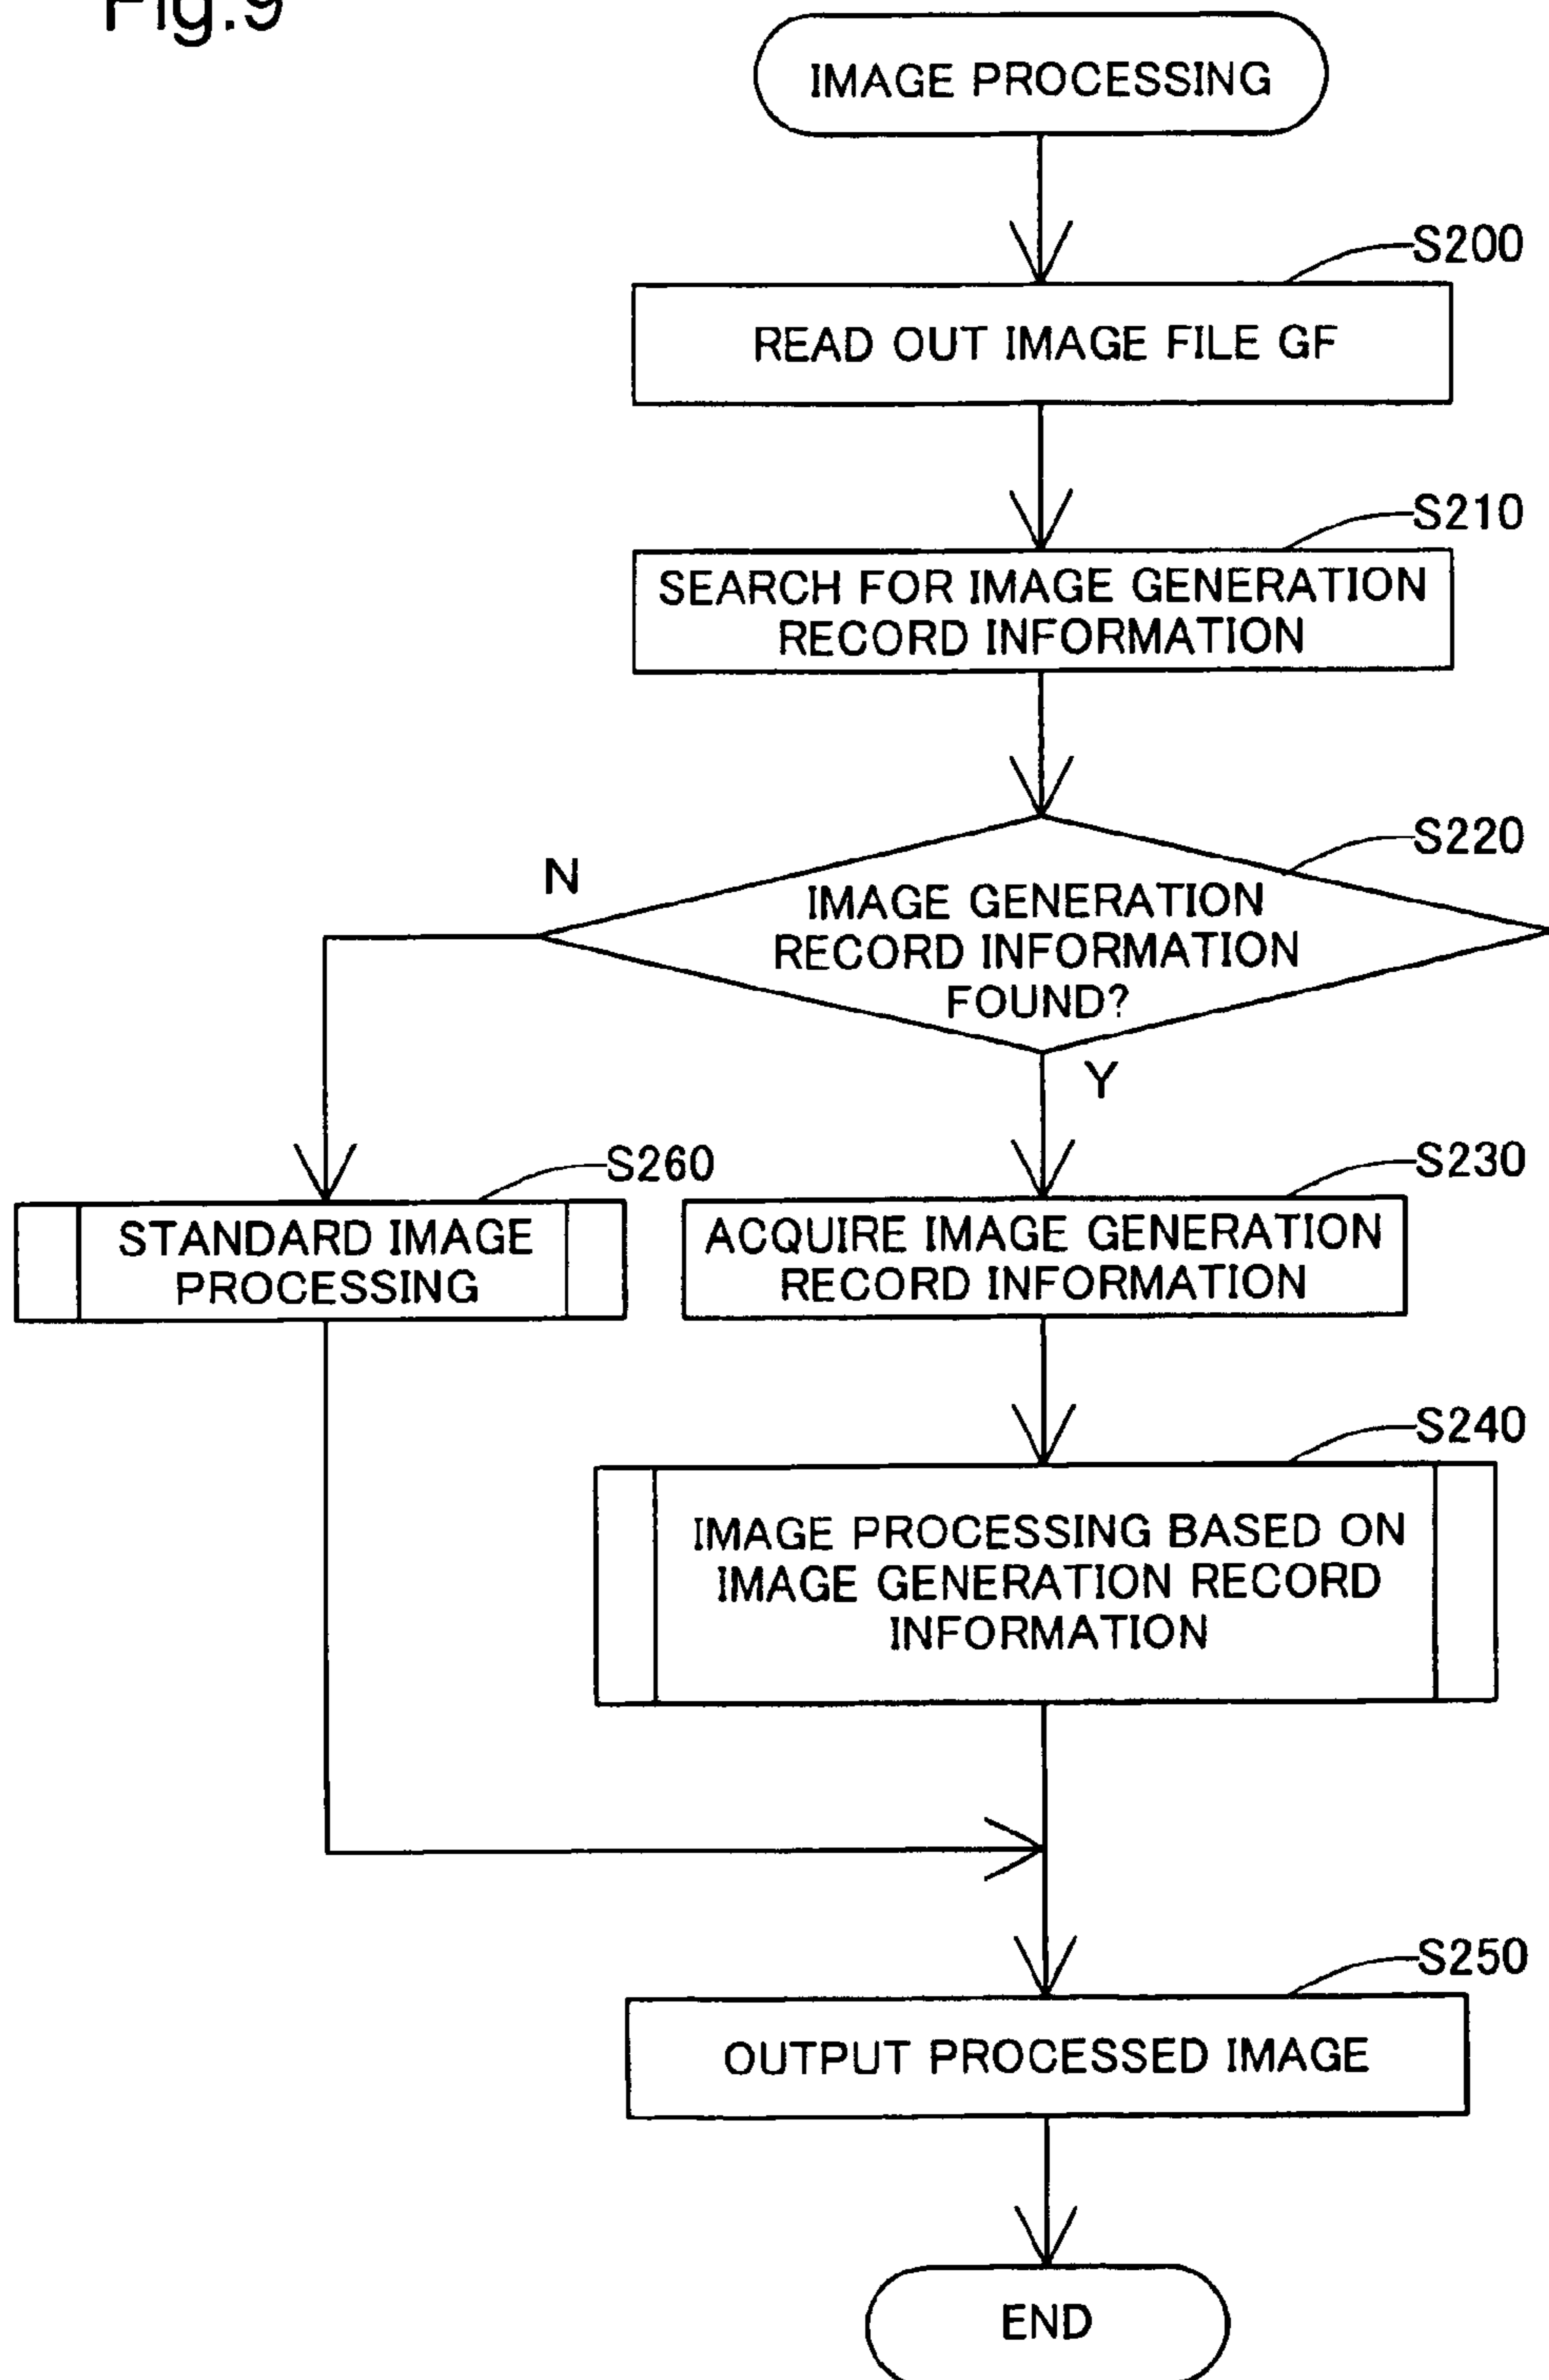 Fig.9
IMAGE PROCESSING
S200
READ OUT IMAGE FILE GF
S210
SEARCH FOR IMAGE GENERATION
RECORD INFORMATION
S220
N
IMAGE GENERATION
RECORD INFORMATION
FOUND?
Y
S260
STANDARD IMAGE
PROCESSING
S230
ACQUIRE IMAGE GENERATION
RECORD INFORMATION
S240
IMAGE PROCESSING BASED ON
IMAGE GENERATION RECORD
INFORMATION
S250
OUTPUT PROCESSED IMAGE
END